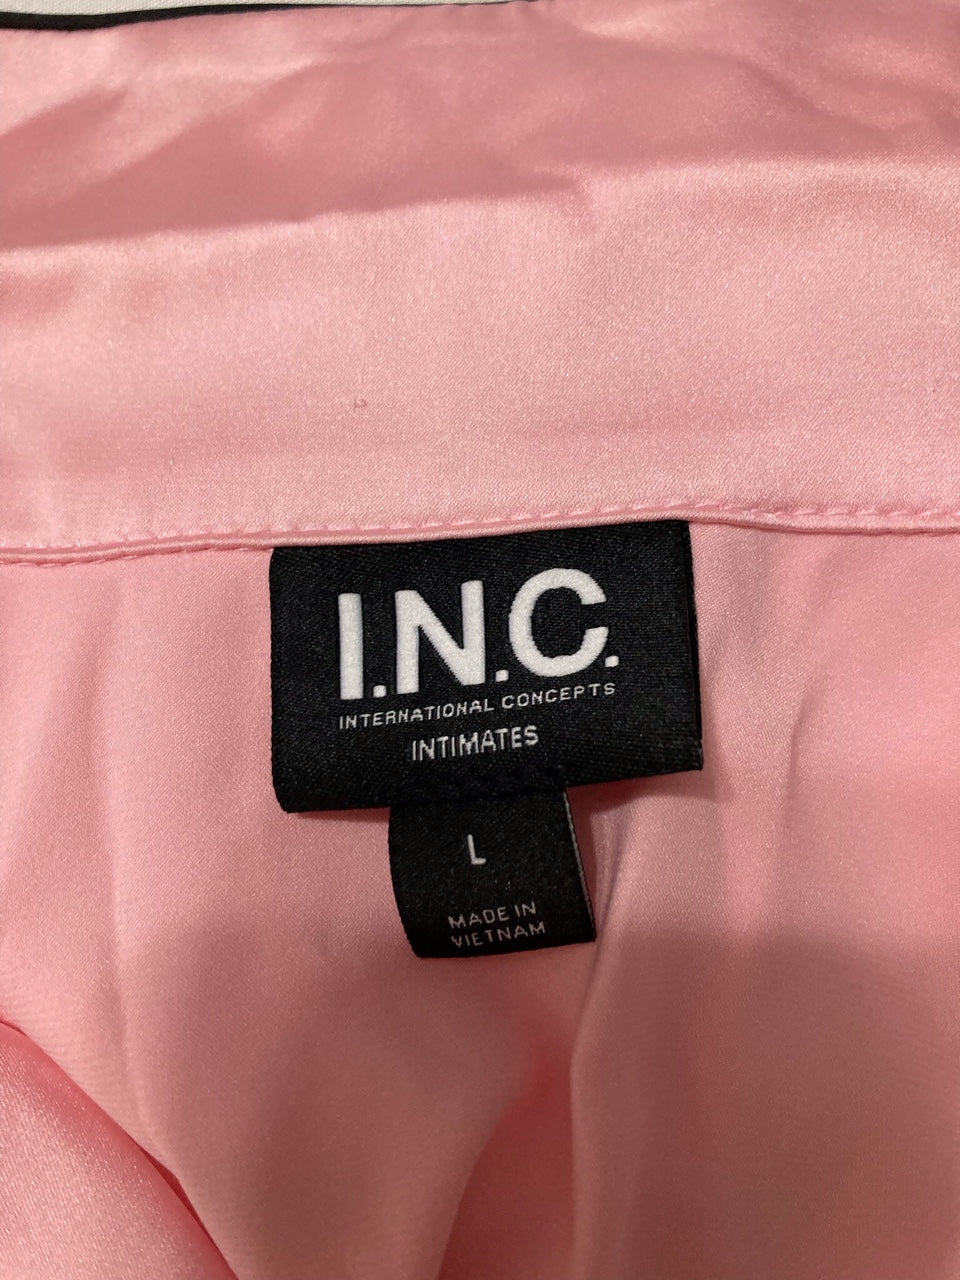 I.N.C.
INTERNATIONAL CONCEPTS
INTIMATES
L
MADE IN
VIETNAM